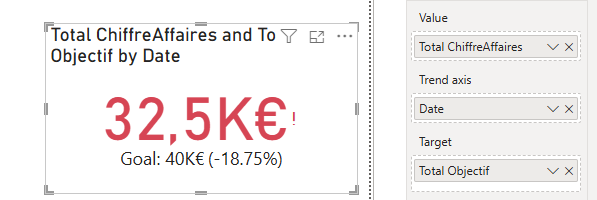 Total ChiffreAffaires and To
Objectif by Date
32,5K€!
Goal: 40K€ (-18.75%)
Value
Total ChiffreAffaires
Trend axis
Date
Target
Total Objectif